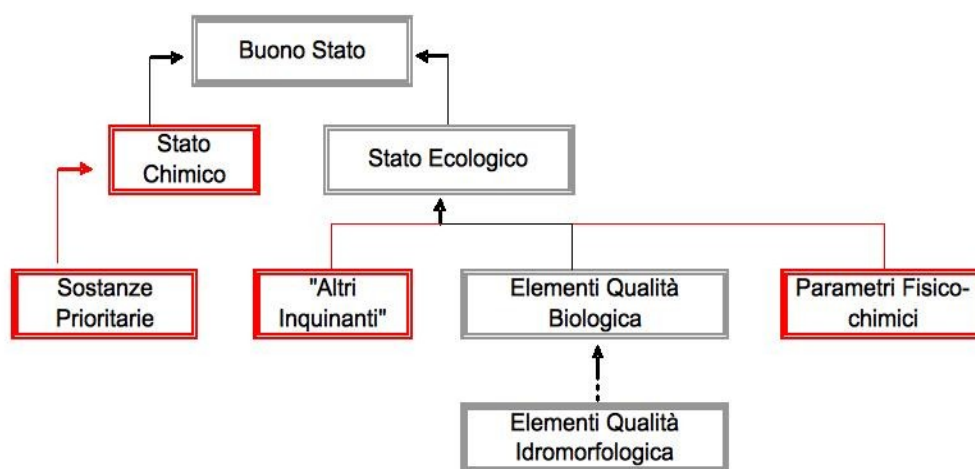 Buono Stato
Stato
Chimico
Stato Ecologico
Sostanze
Prioritarie
"Altri
Inquinanti"
Elementi Qualità
Biologica
Parametri Fisico-
chimici
Elementi Qualità
Idromorfologica